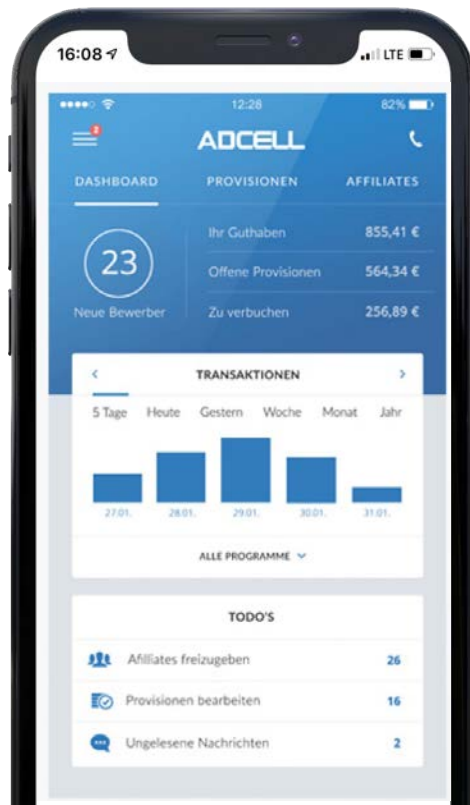 16:08 LTE
12:28 82%
2
ADCELL
DASHBOARD PROVISIONEN AFFILIATES
23
Neue Bewerber
Ihr Guthaben 855,41 €
Offene Provisionen 564,34 €
Zu verbuchen 256,89 €
TRANSAKTIONEN
5 Tage Heute Gestern Woche Monat Jahr
27.01. 28.01. 29.01. 30.01. 31.01.
ALLE PROGRAMME
TODO'S
Afilliates freizugeben 26
Provisionen bearbeiten 16
Ungelesene Nachrichten 2